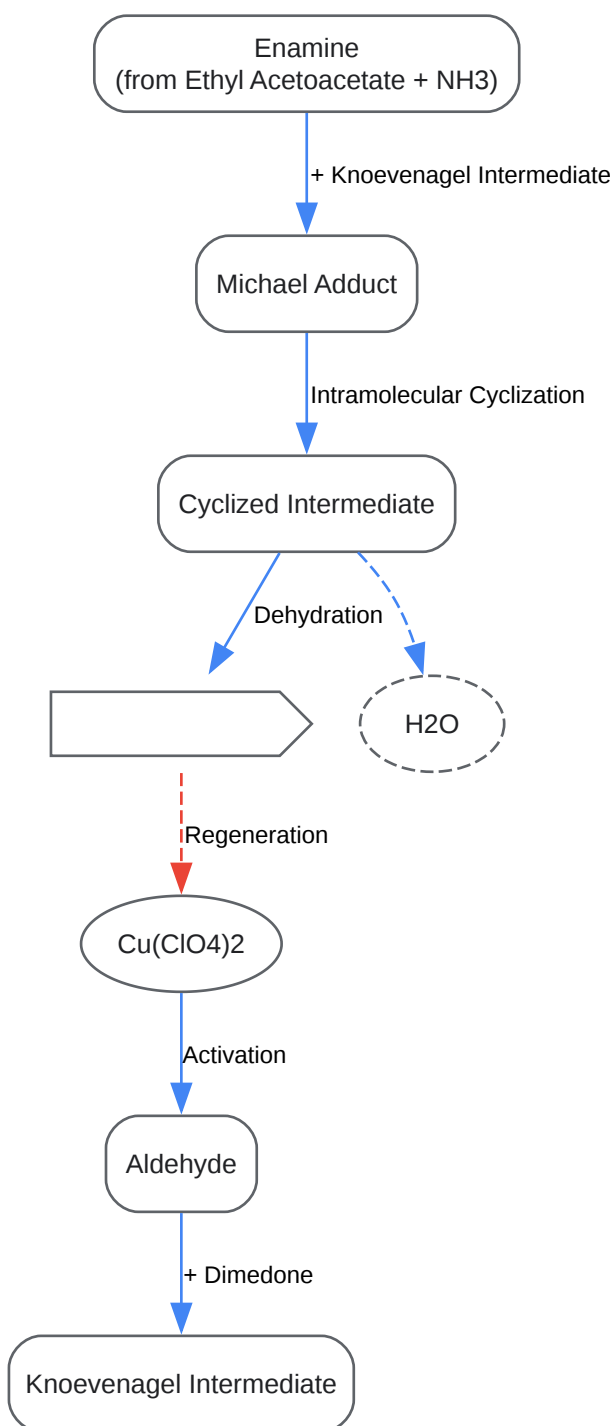 Enamine
(from Ethyl Acetoacetate + NH3)
+ Knoevenagel Intermediate
Michael Adduct
Intramolecular Cyclization
Cyclized Intermediate
Dehydration
H2O
Regeneration
Cu(ClO4)2
Activation
Aldehyde
+ Dimedone
Knoevenagel Intermediate